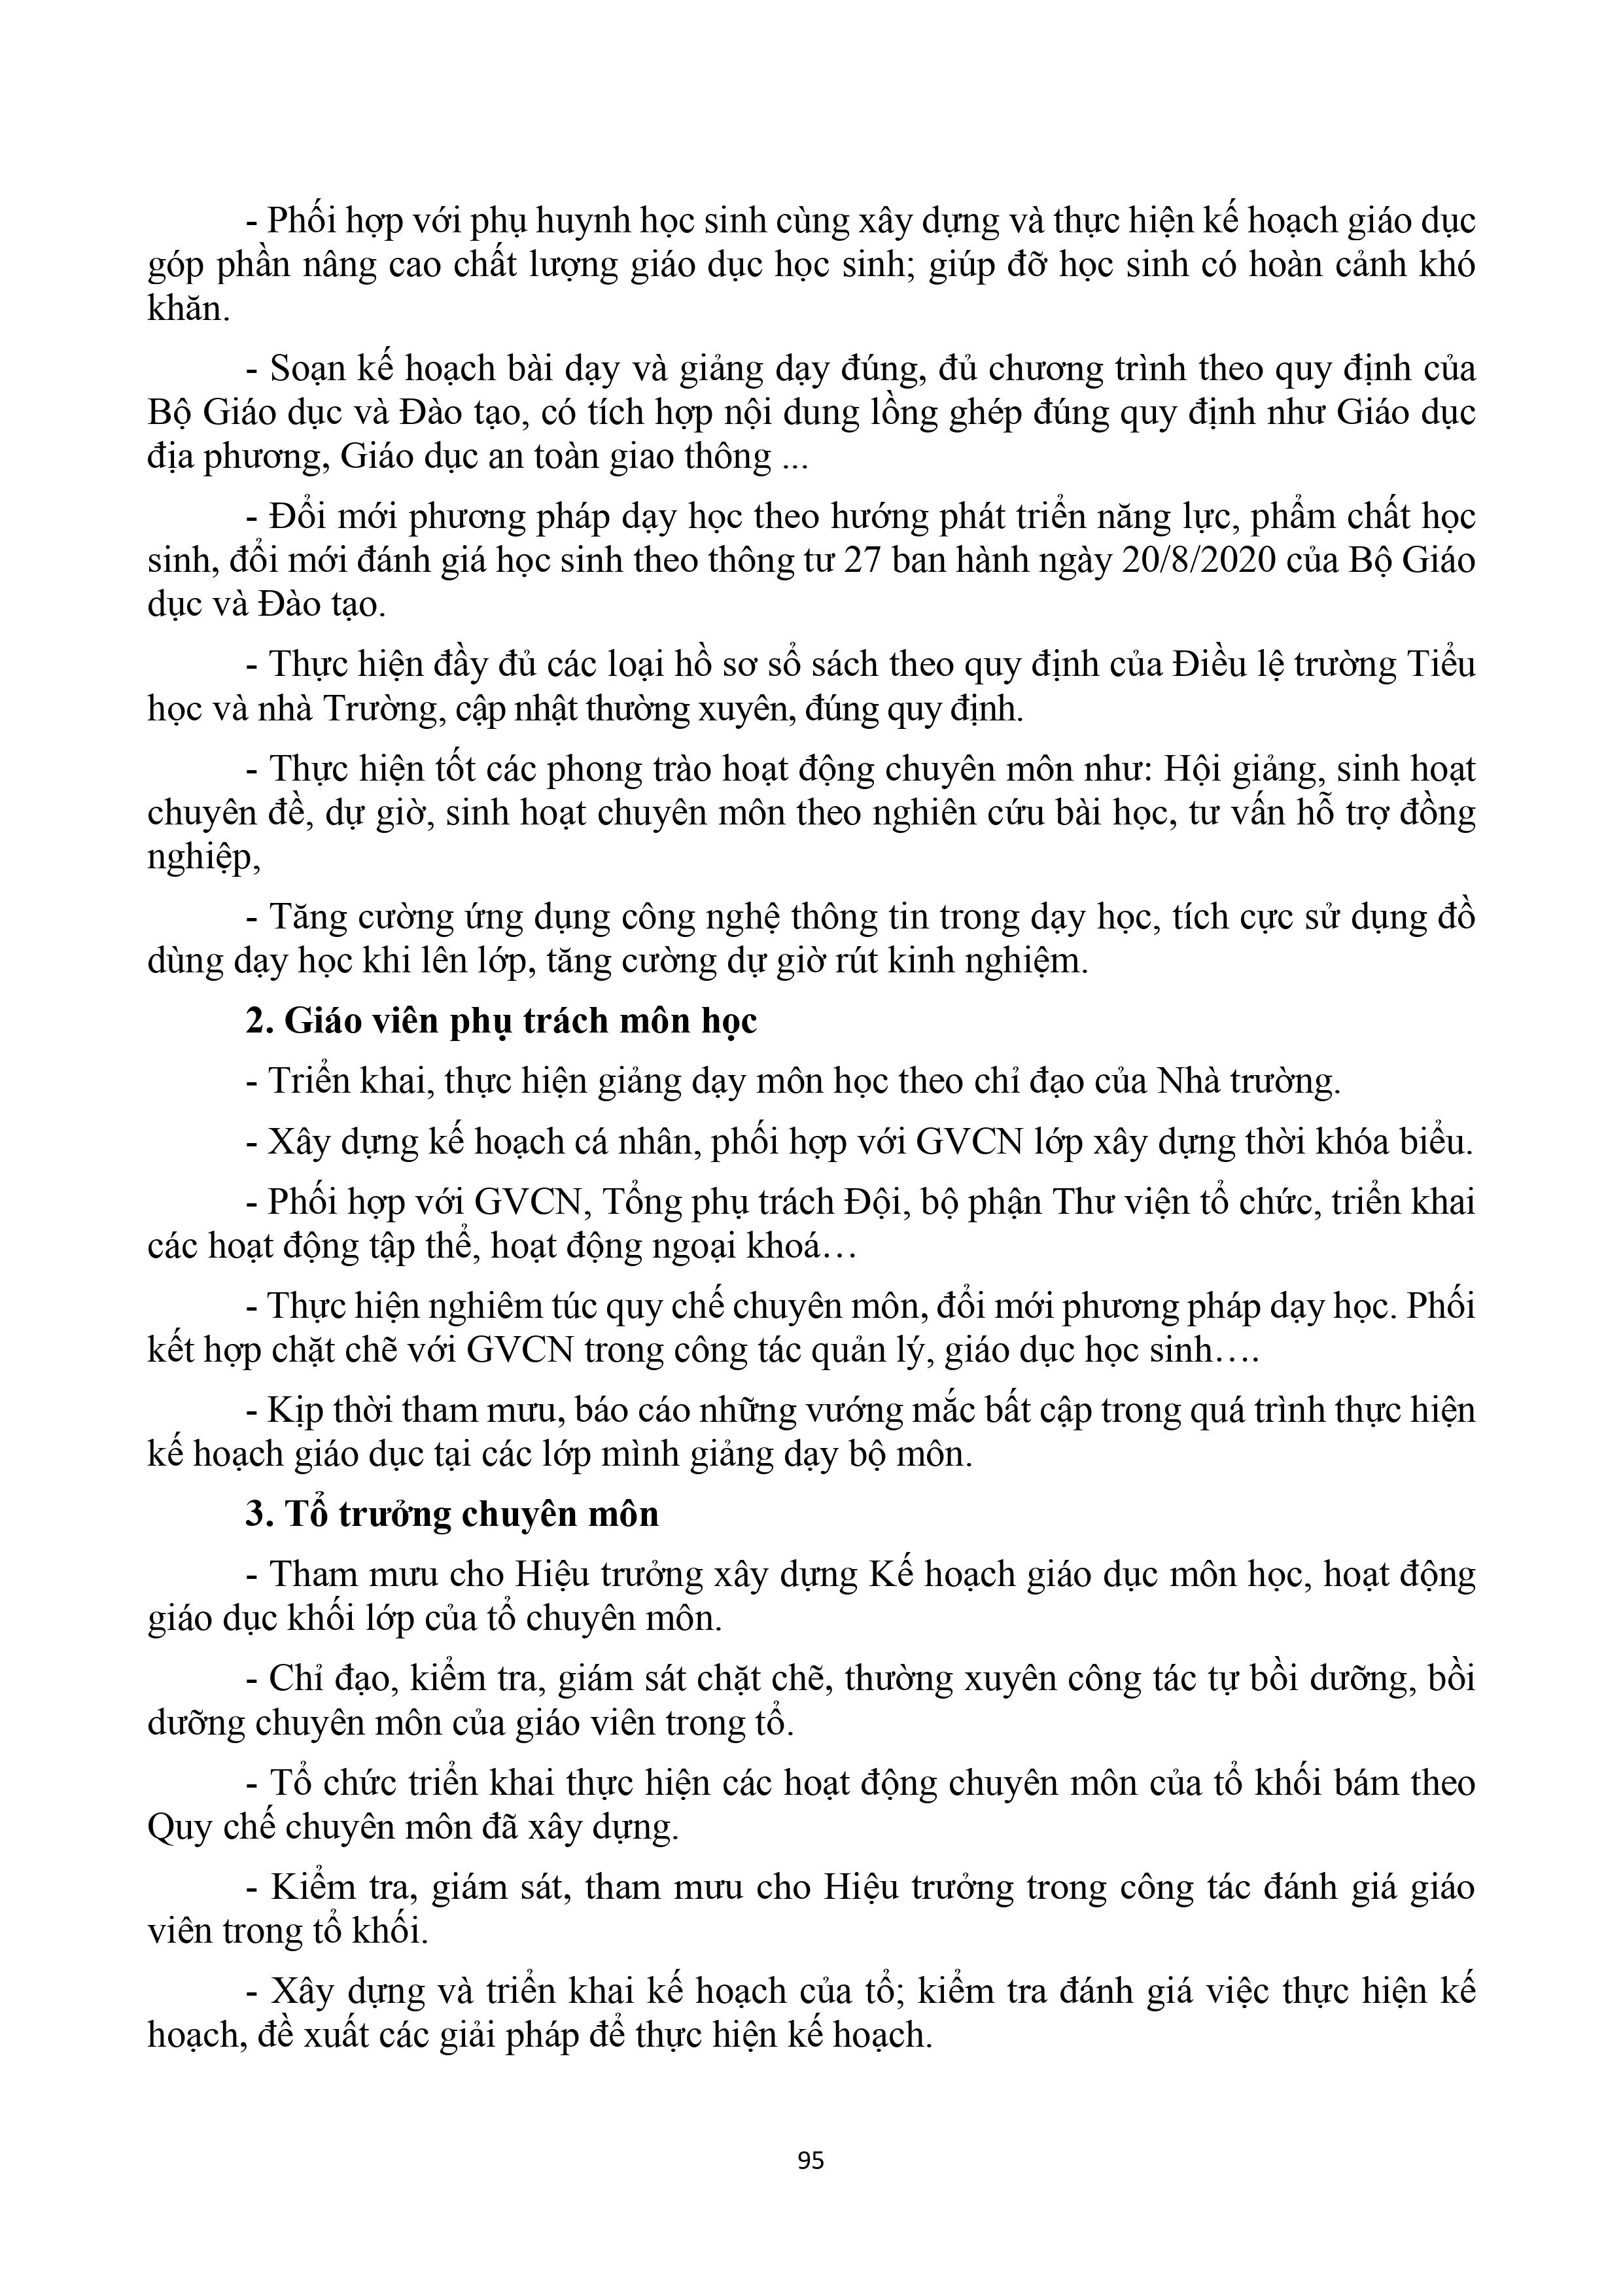 - Phối hợp với phụ huynh học sinh cùng xây dựng và thực hiện kế hoạch giáo dục
góp phần nâng cao chất lượng giáo dục học sinh; giúp đỡ học sinh có hoàn cảnh khó
khăn.
- Soạn kế hoạch bài dạy và giảng dạy đúng, đủ chương trình theo quy định của
Bộ Giáo dục và Đào tạo, có tích hợp nội dung lồng ghép đúng quy định như Giáo dục
địa phương, Giáo dục an toàn giao thông ...
- Đổi mới phương pháp dạy học theo hướng phát triển năng lực, phẩm chất học
sinh, đổi mới đánh giá học sinh theo thông tư 27 ban hành ngày 20/8/2020 của Bộ Giáo
dục và Đào tạo.
- Thực hiện đầy đủ các loại hồ sơ sổ sách theo quy định của Điều lệ trường Tiểu
học và nhà Trường, cập nhật thường xuyên, đúng quy định.
- Thực hiện tốt các phong trào hoạt động chuyên môn như: Hội giảng, sinh hoạt
chuyên đề, dự giờ, sinh hoạt chuyên môn theo nghiên cứu bài học, tư vấn hỗ trợ đồng
nghiệp,
- Tăng cường ứng dụng công nghệ thông tin trong dạy học, tích cực sử dụng đồ
dùng dạy học khi lên lớp, tăng cường dự giờ rút kinh nghiệm.
2. Giáo viên phụ trách môn học
- Triển khai, thực hiện giảng dạy môn học theo chỉ đạo của Nhà trường.
- Xây dựng kế hoạch cá nhân, phối hợp với GVCN lớp xây dựng thời khóa biểu.
- Phối hợp với GVCN, Tổng phụ trách Đội, bộ phận Thư viện tổ chức, triển khai
các hoạt động tập thể, hoạt động ngoại khoá…
- Thực hiện nghiêm túc quy chế chuyên môn, đổi mới phương pháp dạy học. Phối
kết hợp chặt chẽ với GVCN trong công tác quản lý, giáo dục học sinh….
- Kịp thời tham mưu, báo cáo những vướng mắc bất cập trong quá trình thực hiện
kế hoạch giáo dục tại các lớp mình giảng dạy bộ môn.
3. Tổ trưởng chuyên môn
- Tham mưu cho Hiệu trưởng xây dựng Kế hoạch giáo dục môn học, hoạt động
giáo dục khối lớp của tổ chuyên môn.
- Chỉ đạo, kiểm tra, giám sát chặt chẽ, thường xuyên công tác tự bồi dưỡng, bồi
dưỡng chuyên môn của giáo viên trong tổ.
- Tổ chức triển khai thực hiện các hoạt động chuyên môn của tổ khối bám theo
Quy chế chuyên môn đã xây dựng.
- Kiểm tra, giám sát, tham mưu cho Hiệu trưởng trong công tác đánh giá giáo
viên trong tổ khối.
- Xây dựng và triển khai kế hoạch của tổ; kiểm tra đánh giá việc thực hiện kế
hoạch, đề xuất các giải pháp để thực hiện kế hoạch.
95